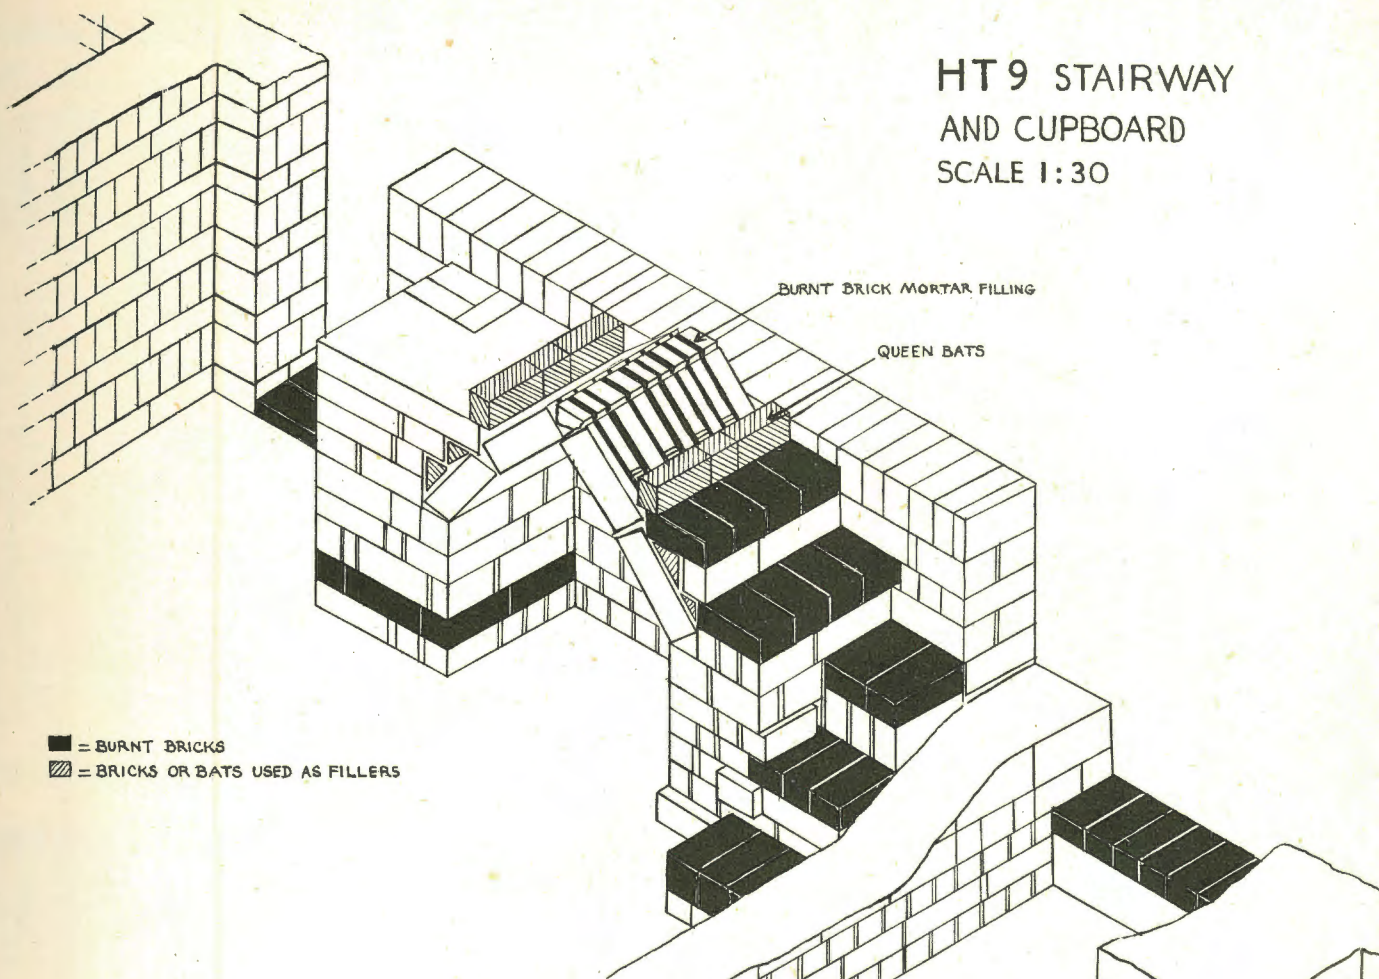 HT9 STAIRWAY
AND CUPBOARD
SCALE 1:30
BURNT BRICK MORTAR FILLING
QUEEN BATS
= BURNT BRICKS
= BRICKS OR BATS USED AS FILLERS